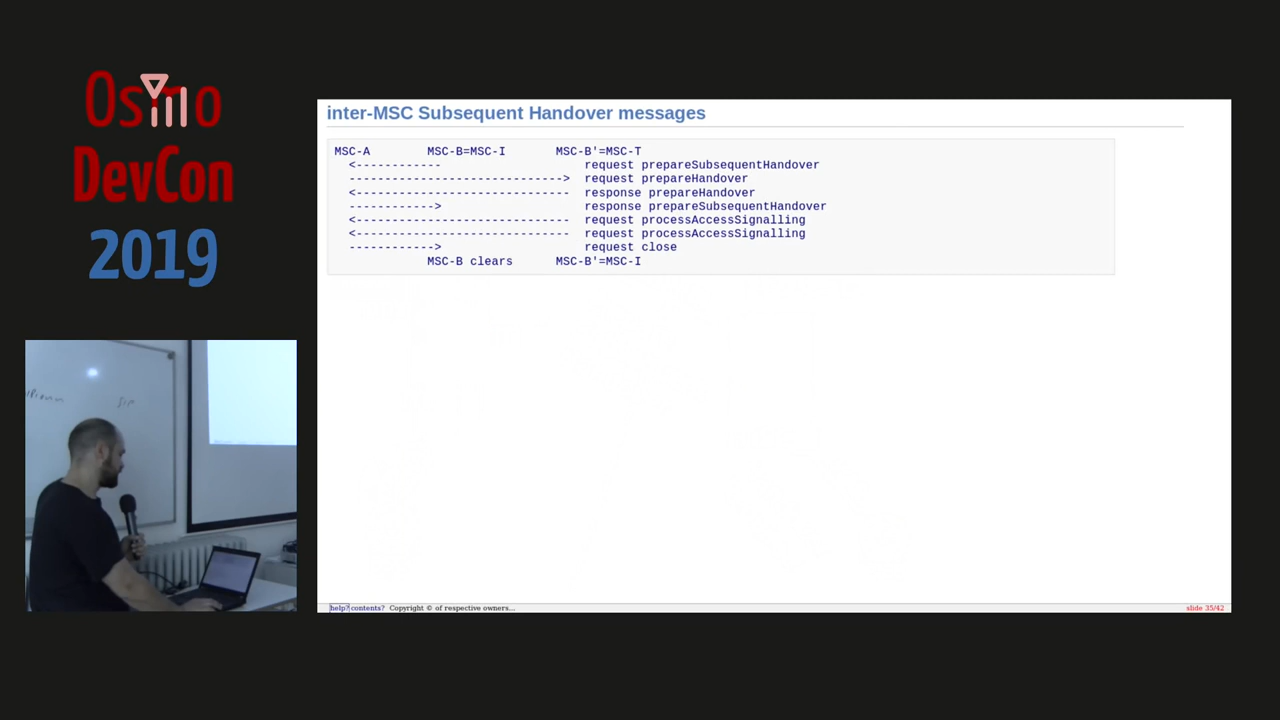 Osmo
DevCon
2019
inter-MSC Subsequent Handover messages
MSC-A        MSC-B=MSC-I       MSC-B'=MSC-T
  <------------                    request prepareSubsequentHandover
  ------------------------------>  request prepareHandover
  <------------------------------  response prepareHandover
  ------------>                    response prepareSubsequentHandover
  <------------------------------  request processAccessSignalling
  <------------------------------  request processAccessSignalling
  ------------>                    request close
             MSC-B clears      MSC-B'=MSC-I
help? contents? Copyright © of respective owners...
slide 35/42